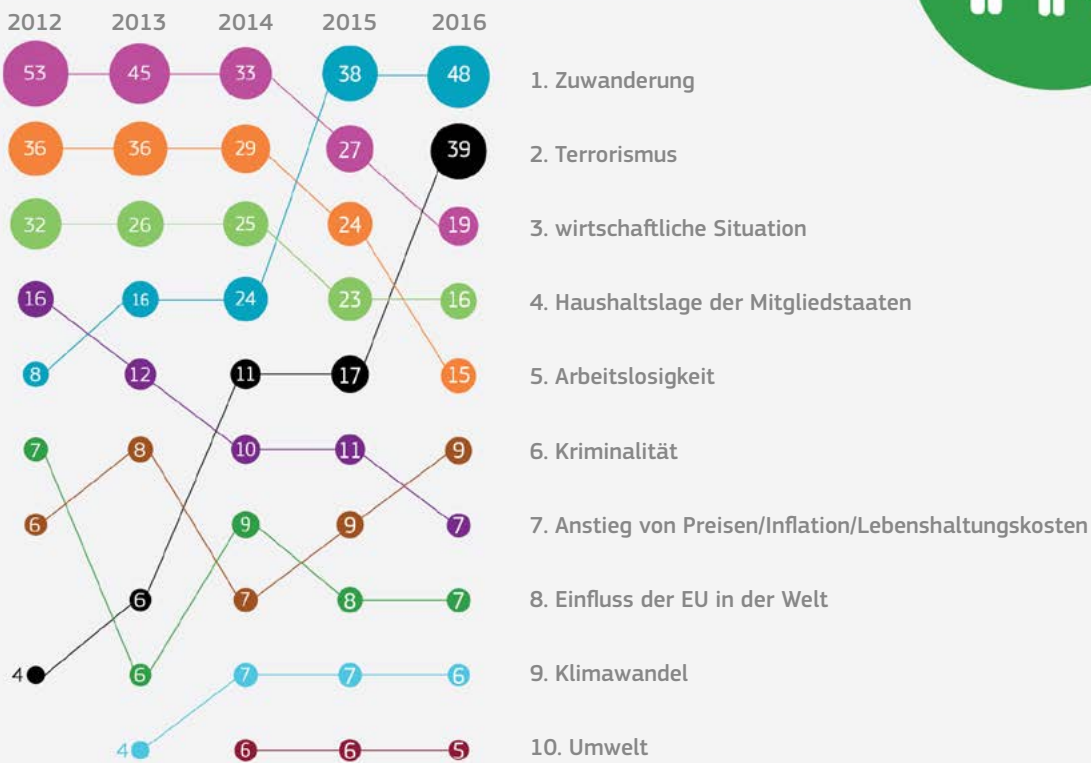 2012 2013 2014 2015 2016
53 45 33 38 48 1. Zuwanderung
36 36 29 27 39 2. Terrorismus
32 26 25 24 19 3. wirtschaftliche Situation
16 16 24 23 16 4. Haushaltslage der Mitgliedstaaten
8 12 11 17 15 5. Arbeitslosigkeit
7 8 10 11 9 6. Kriminalität
6 9 9 7 7. Anstieg von Preisen/Inflation/Lebenshaltungskosten
6 7 8 7 8. Einfluss der EU in der Welt
4 6 7 7 6 9. Klimawandel
4 6 6 5 10. Umwelt